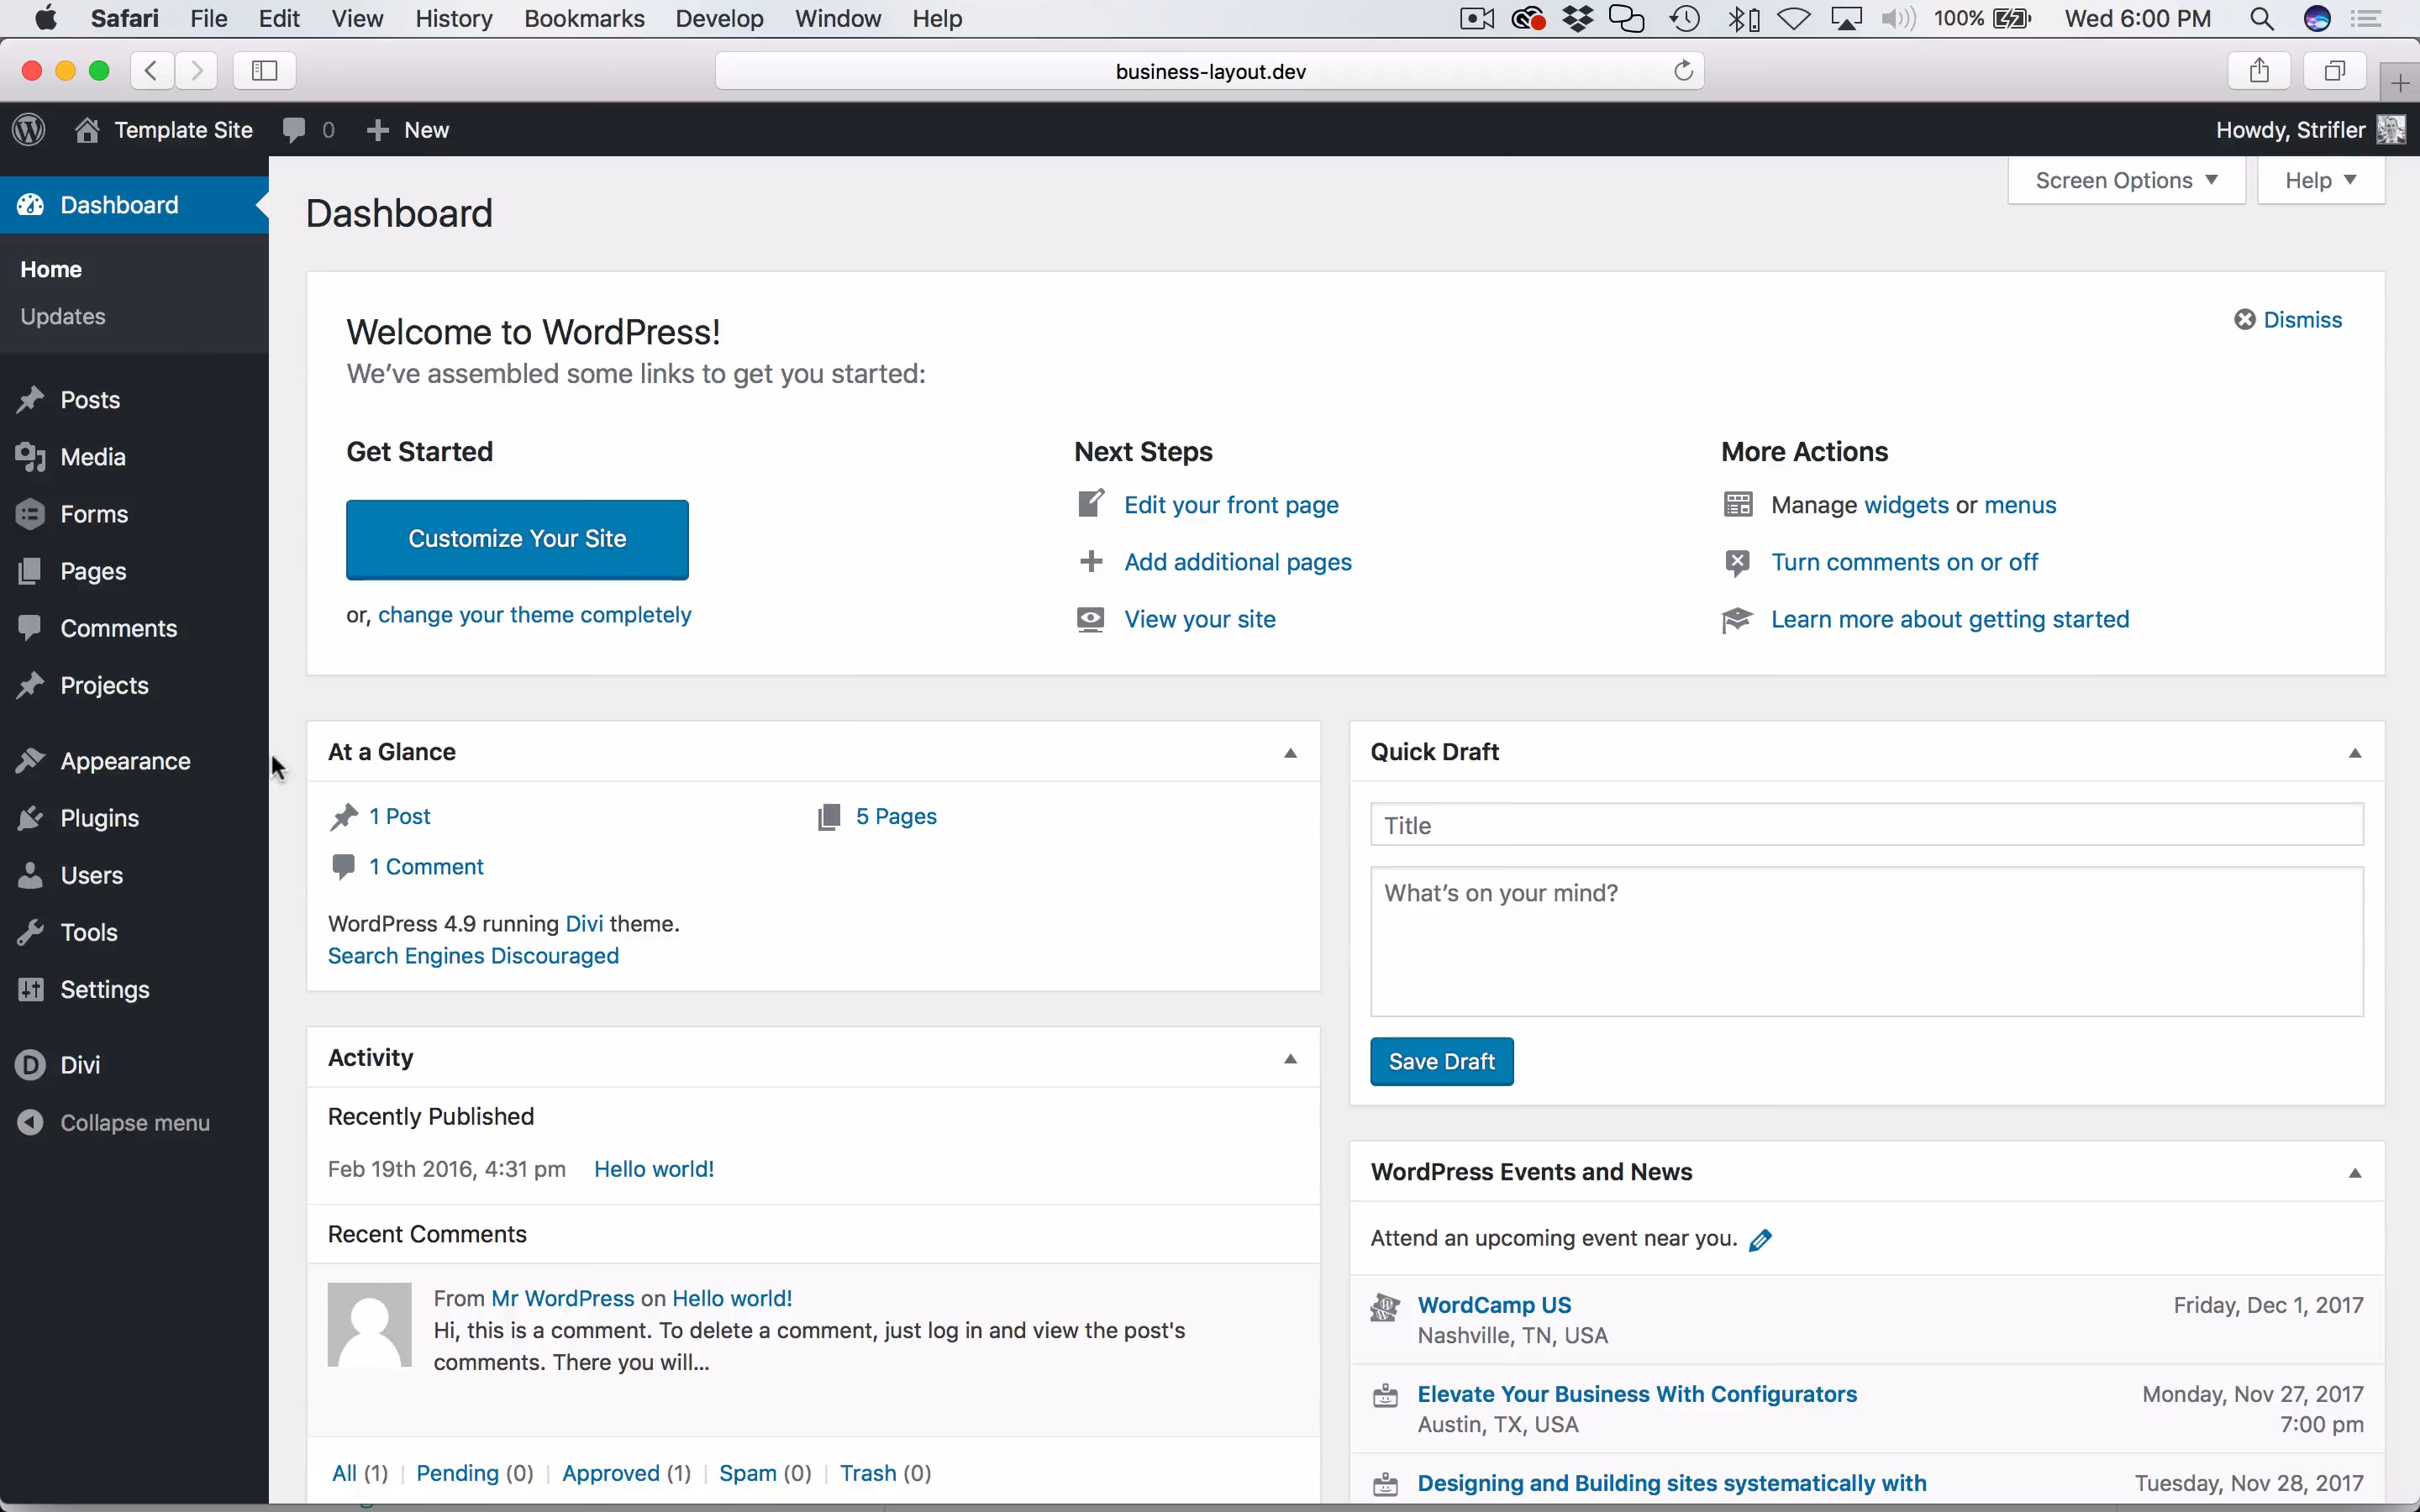 Safari File Edit View History Bookmarks Develop Window Help 100% Wed 6:00 PM
business-layout.dev
Template Site 0 New Howdy, Strifler
Screen Options Help
Dashboard
Home
Updates
Posts
Media
Forms
Pages
Comments
Projects
Appearance
Plugins
Users
Tools
Settings
Divi
Collapse menu
Dashboard
Welcome to WordPress!
We've assembled some links to get you started:
Dismiss
Get Started
Customize Your Site
or, change your theme completely
Next Steps
Edit your front page
Add additional pages
View your site
More Actions
Manage widgets or menus
Turn comments on or off
Learn more about getting started
At a Glance
1 Post
5 Pages
1 Comment
WordPress 4.9 running Divi theme.
Search Engines Discouraged
Activity
Recently Published
Feb 19th 2016, 4:31 pm Hello world!
Recent Comments
From Mr WordPress on Hello world!
Hi, this is a comment. To delete a comment, just log in and view the post's
comments. There you will...
All (1) | Pending (0) | Approved (1) | Spam (0) | Trash (0)
Quick Draft
Title
What's on your mind?
Save Draft
WordPress Events and News
Attend an upcoming event near you.
WordCamp US Friday, Dec 1, 2017
Nashville, TN, USA
Elevate Your Business With Configurators Monday, Nov 27, 2017
Austin, TX, USA 7:00 pm
Designing and Building sites systematically with Tuesday, Nov 28, 2017